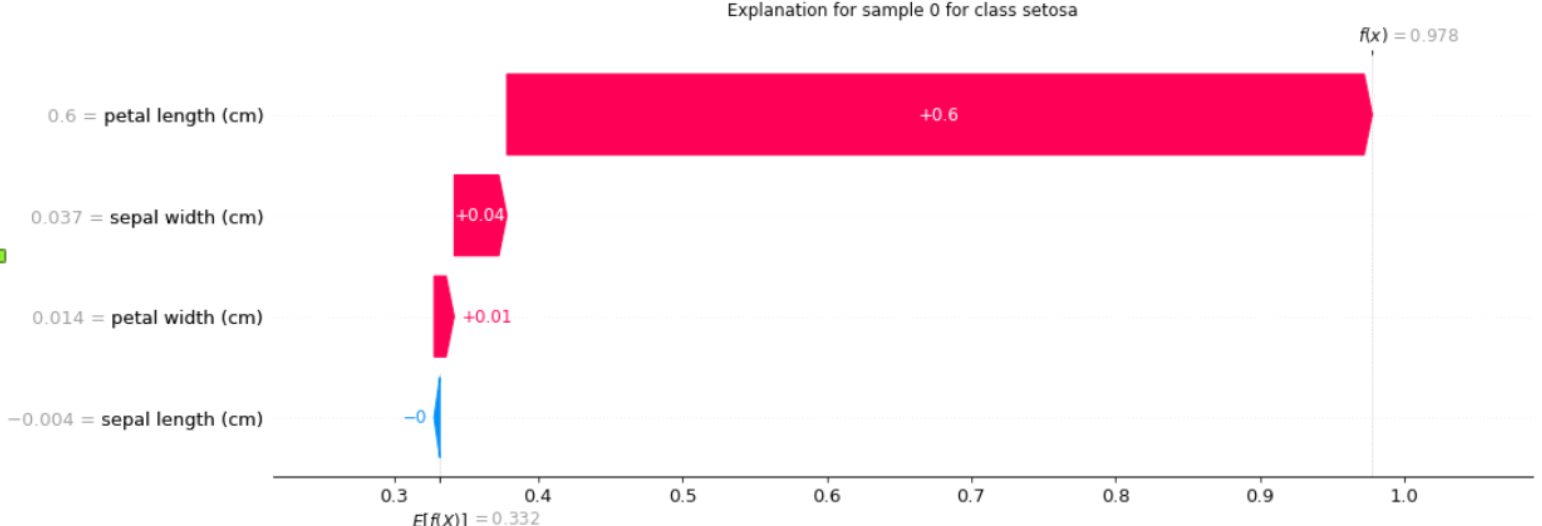 Explanation for sample 0 for class setosa
f(x) = 0.978
0.6 = petal length (cm)
+0.6
0.037 = sepal width (cm)
+0.04
0.014 = petal width (cm)
+0.01
−0.004 = sepal length (cm)
−0
0.3 0.4 0.5 0.6 0.7 0.8 0.9 1.0
E[f(X)] = 0.332